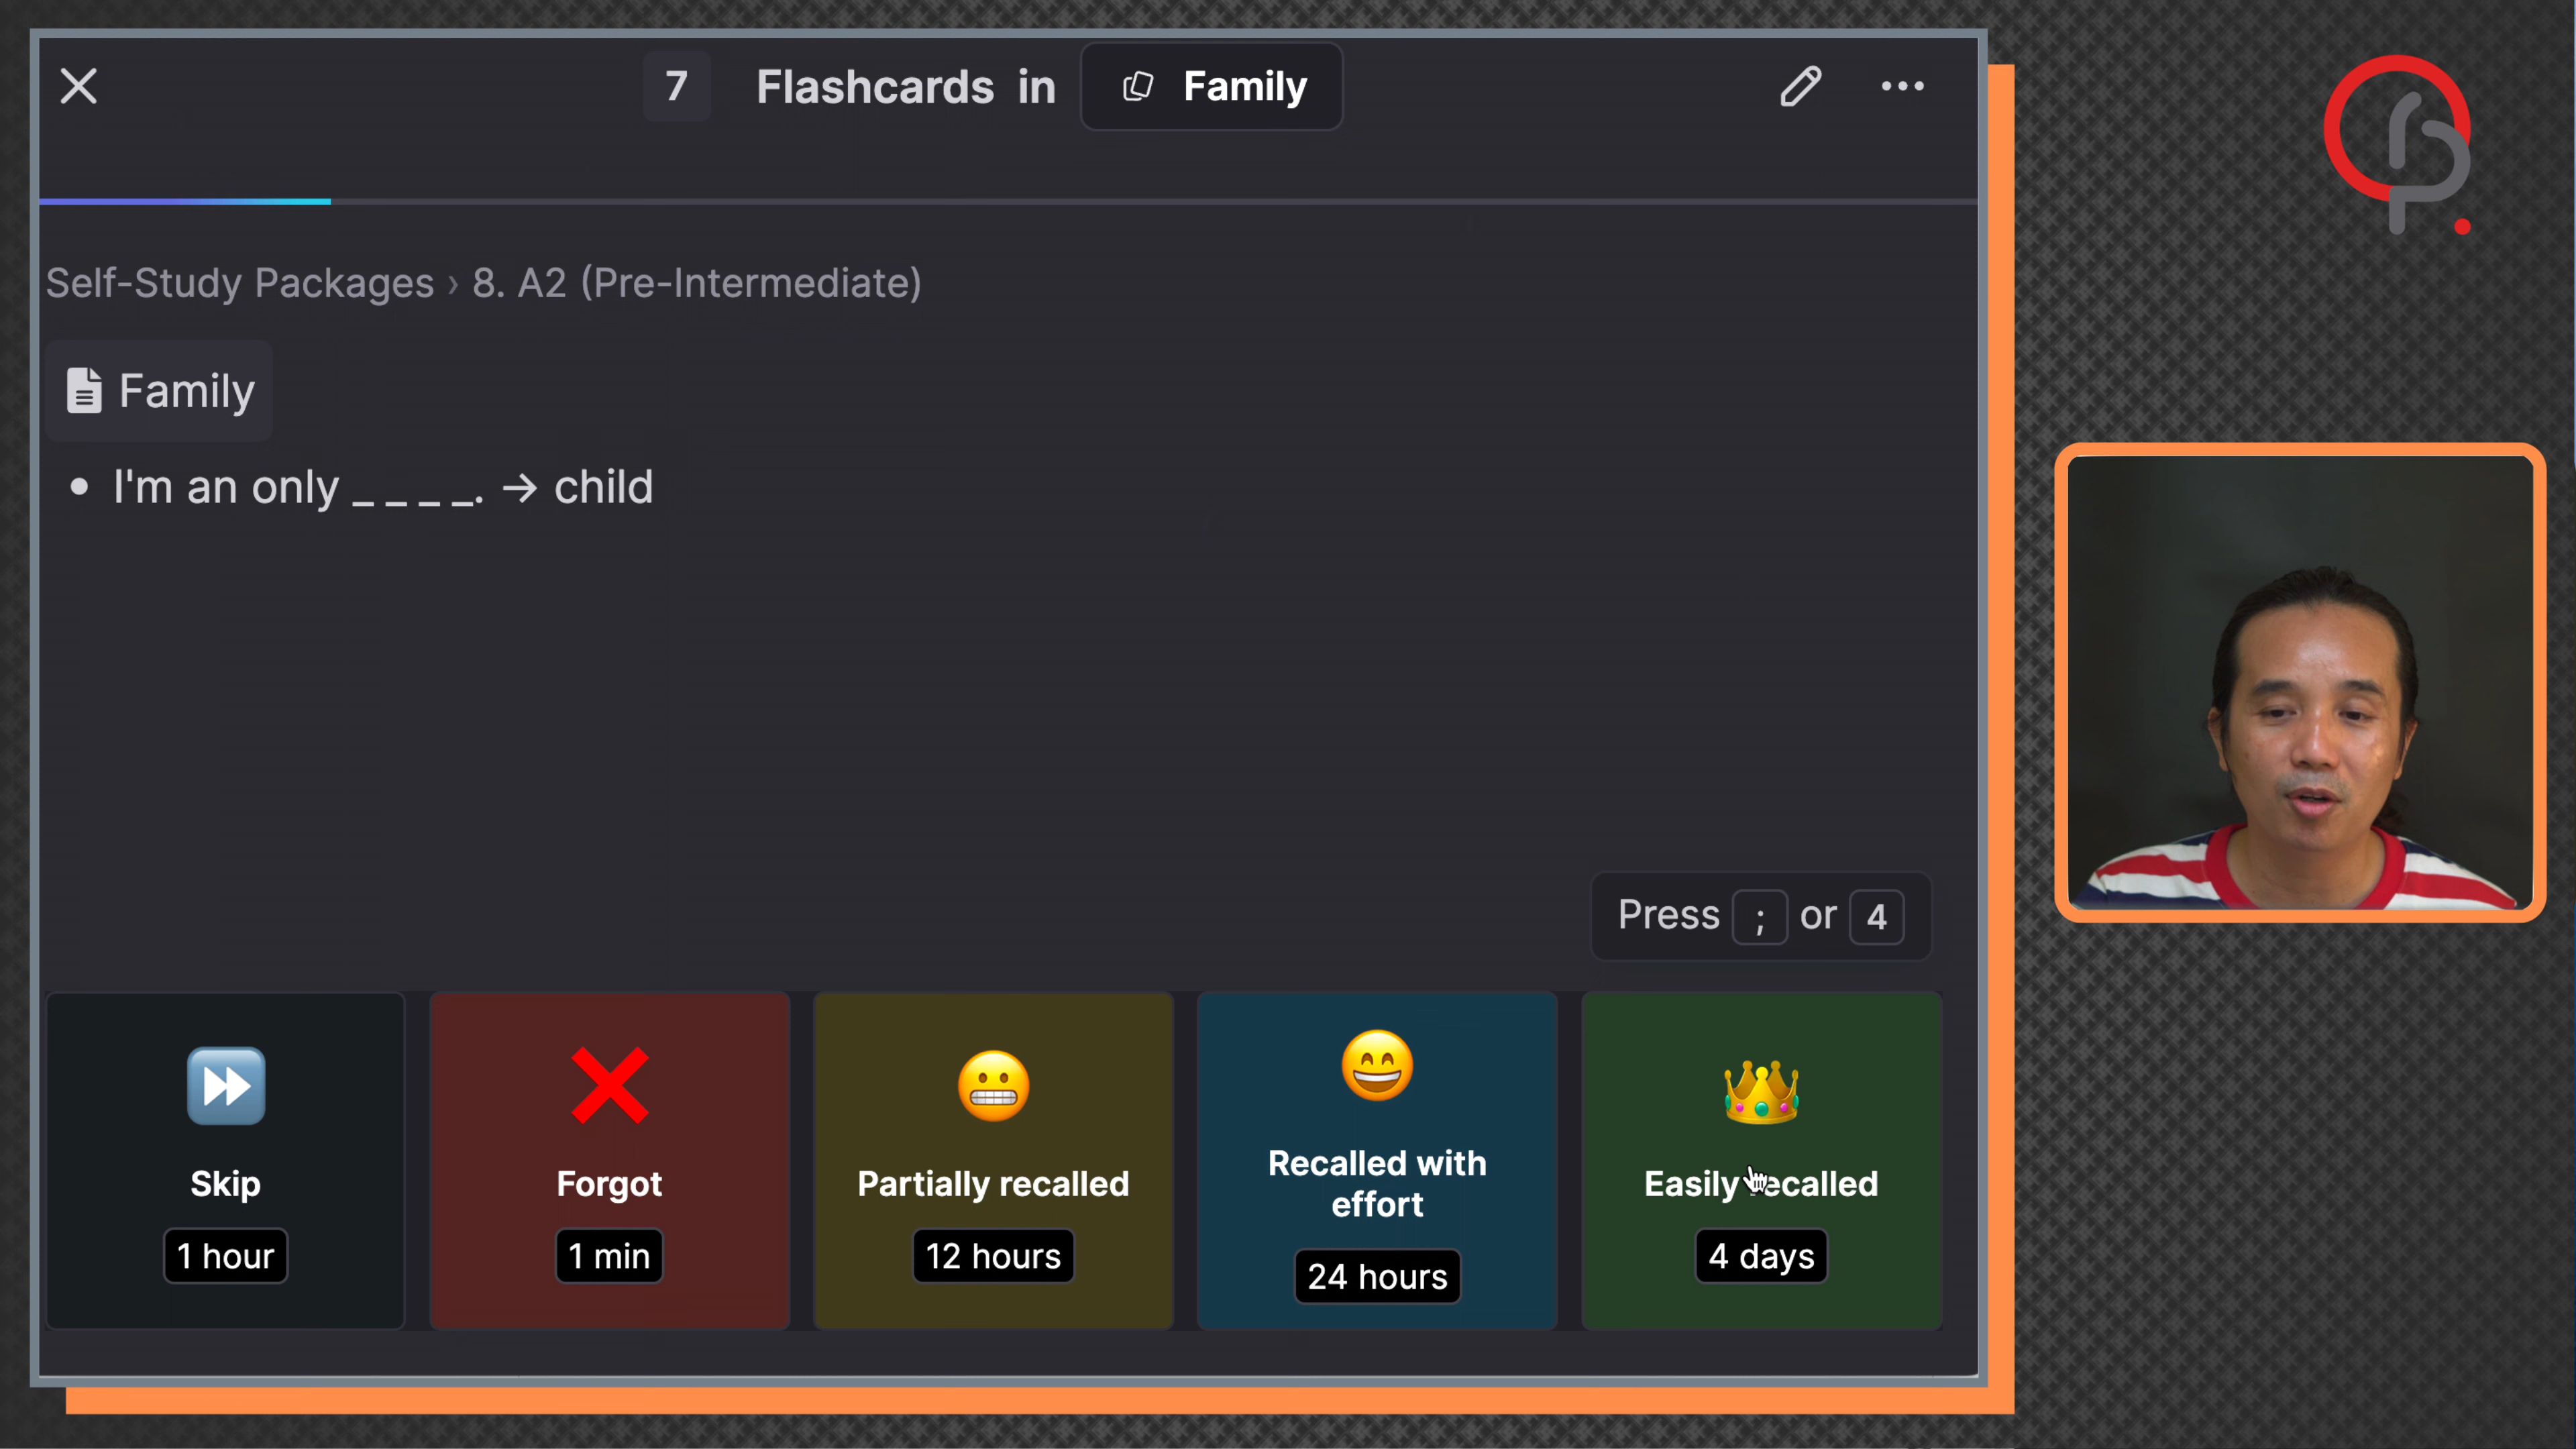 7 Flashcards in Family
Self-Study Packages › 8. A2 (Pre-Intermediate)
Family
• I'm an only _ _ _ _. → child
Press ; or 4
Skip
1 hour
Forgot
1 min
Partially recalled
12 hours
Recalled with
effort
24 hours
Easily recalled
4 days